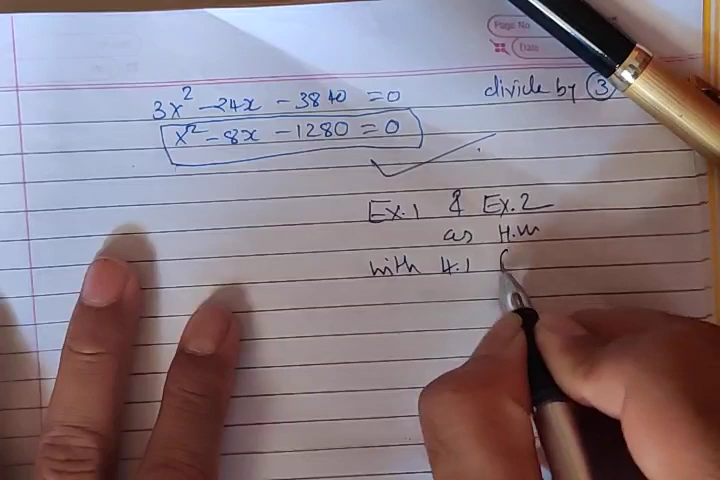 Page No
Date
3x² - 24x - 3840 = 0 divide by 3
x² - 8x - 1280 = 0
Ex.1 & Ex.2
as H.W
with 4.1 (